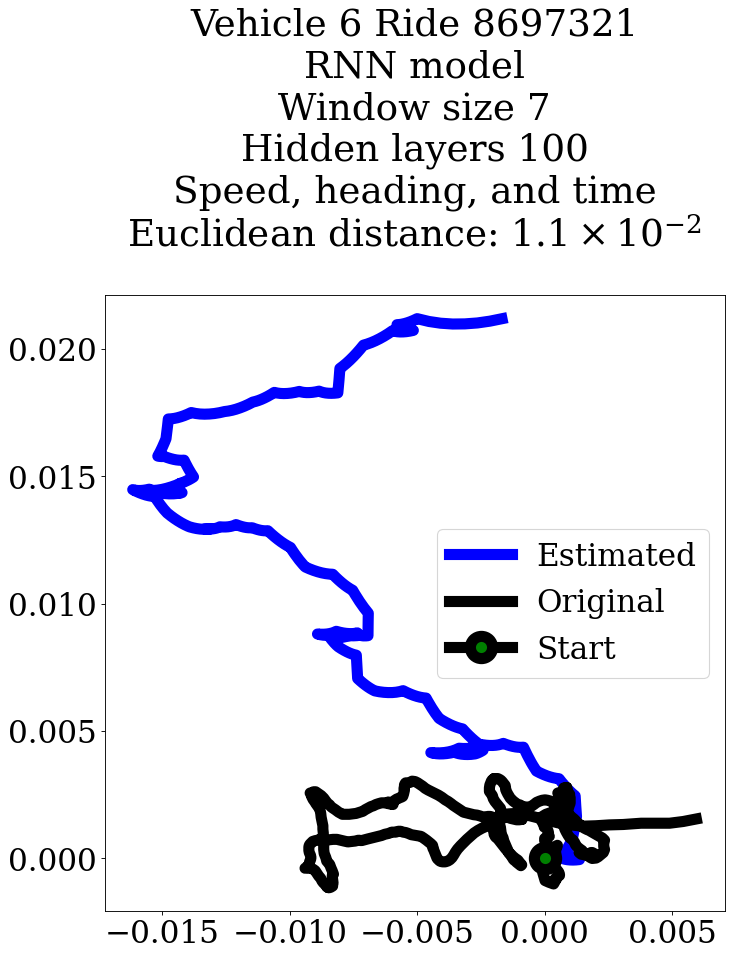 Vehicle 6 Ride 8697321
RNN model
Window size 7
Hidden layers 100
Speed, heading, and time
Euclidean distance: 1.1 × 10⁻²
0.020
0.015
0.010
0.005
0.000
Estimated
Original
Start
−0.015 −0.010 −0.005 0.000 0.005